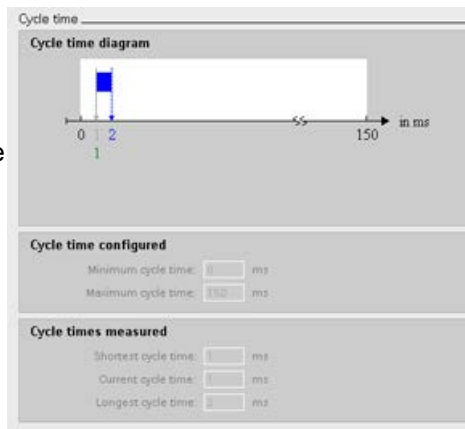 Cycle time
Cycle time diagram
0 1 2 150 in ms
1
e
Cycle time configured
Minimum cycle time: 0 ms
Maximum cycle time: 150 ms
Cycle times measured
Shortest cycle time: 1 ms
Current cycle time: 1 ms
Longest cycle time: 2 ms